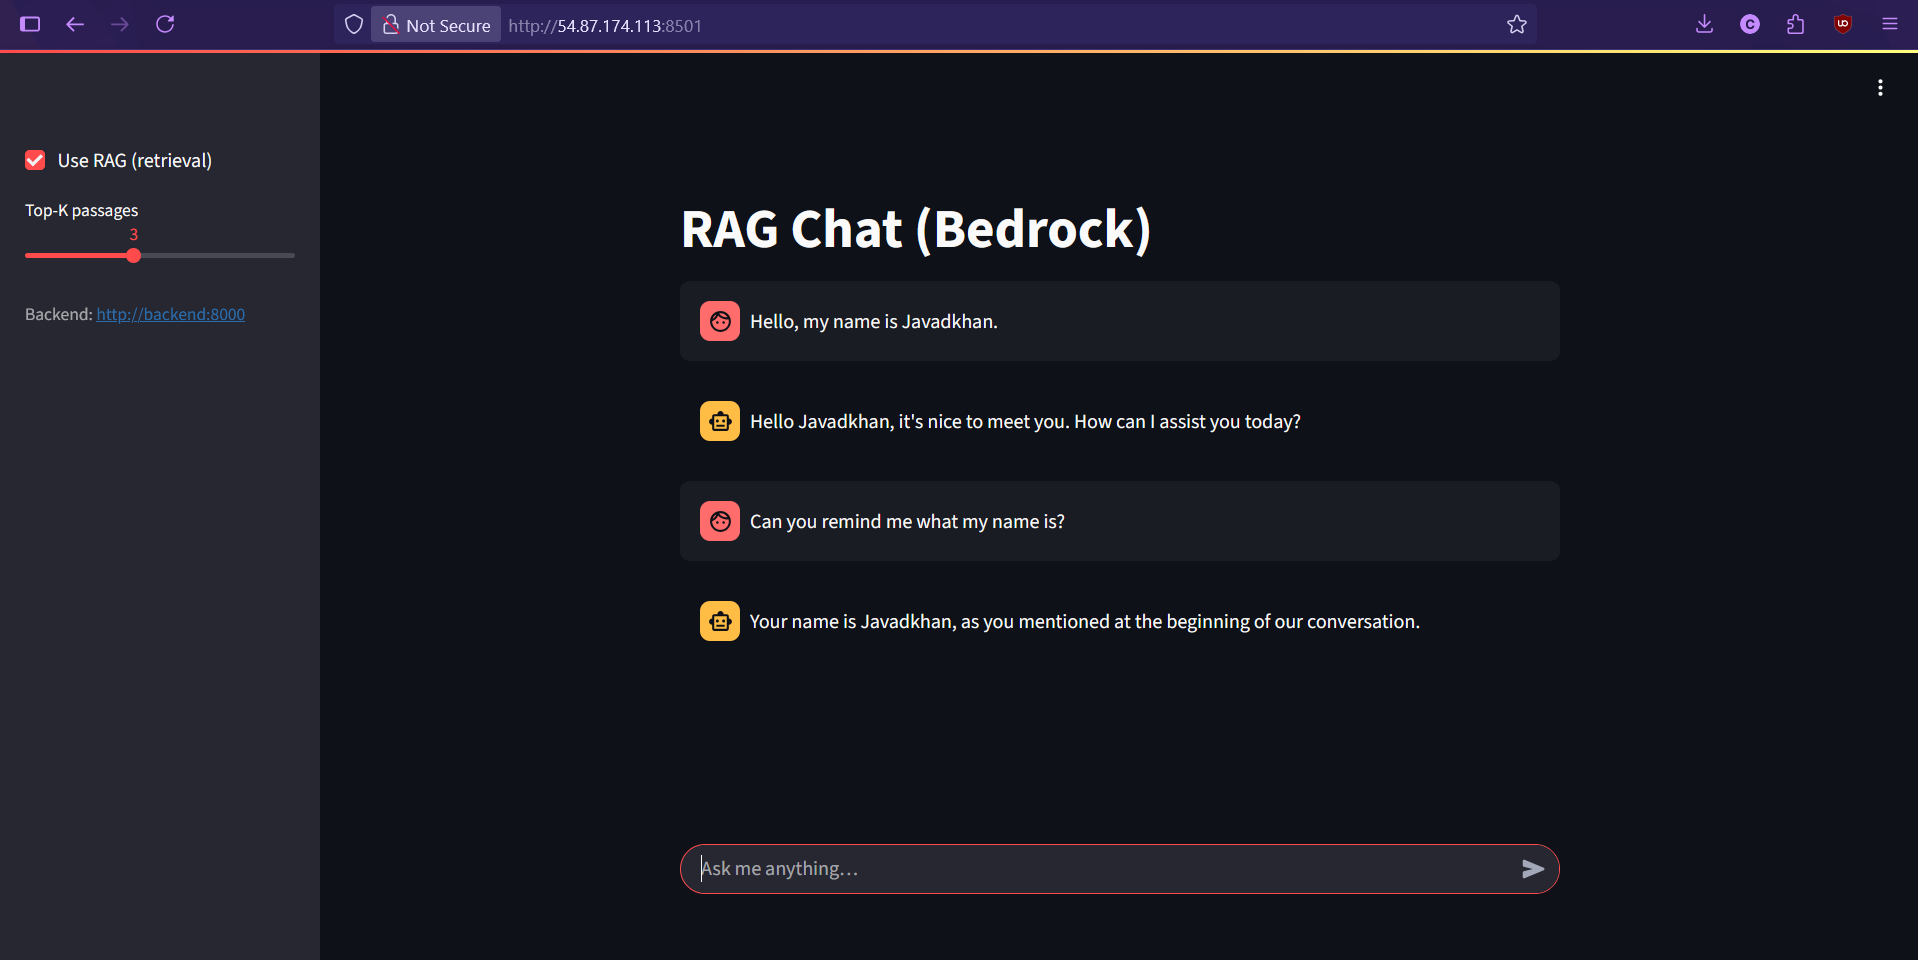 Not Secure http://54.87.174.113:8501
Use RAG (retrieval)
Top-K passages
3
Backend: http://backend:8000
RAG Chat (Bedrock)
Hello, my name is Javadkhan.
Hello Javadkhan, it's nice to meet you. How can I assist you today?
Can you remind me what my name is?
Your name is Javadkhan, as you mentioned at the beginning of our conversation.
Ask me anything...